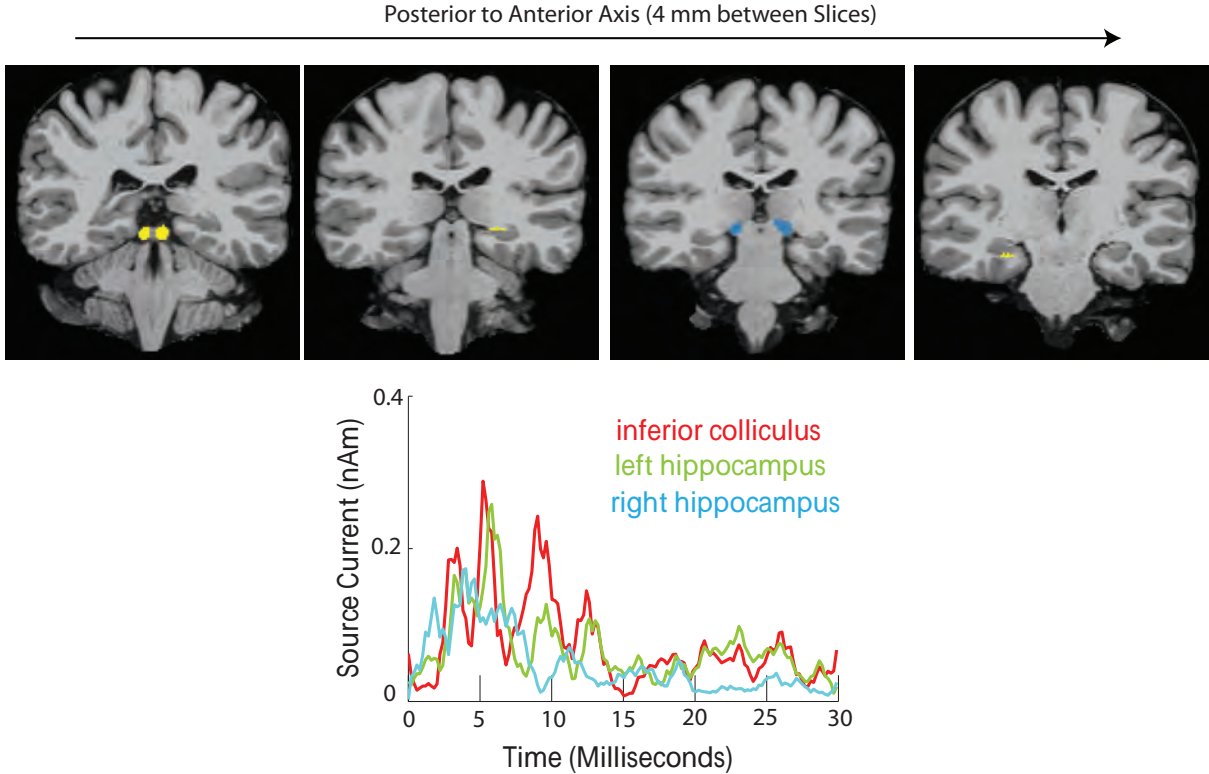 Posterior to Anterior Axis (4 mm between Slices)
0.4
0.2
0
Source Current (nAm)
inferior colliculus
left hippocampus
right hippocampus
0 5 10 15 20 25 30
Time (Milliseconds)